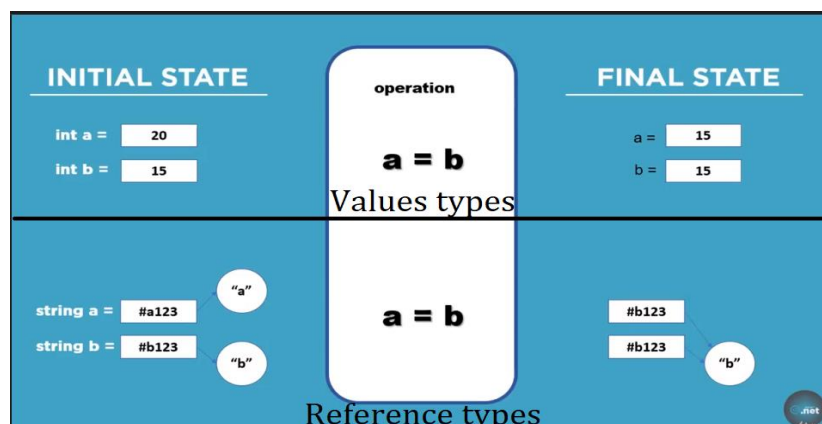 INITIAL STATE
operation
FINAL STATE
int a = 20
int b = 15
a = b
a = 15
b = 15
Values types
string a = #a123 "a"
string b = #b123 "b"
a = b
#b123
#b123 "b"
Reference types
.net